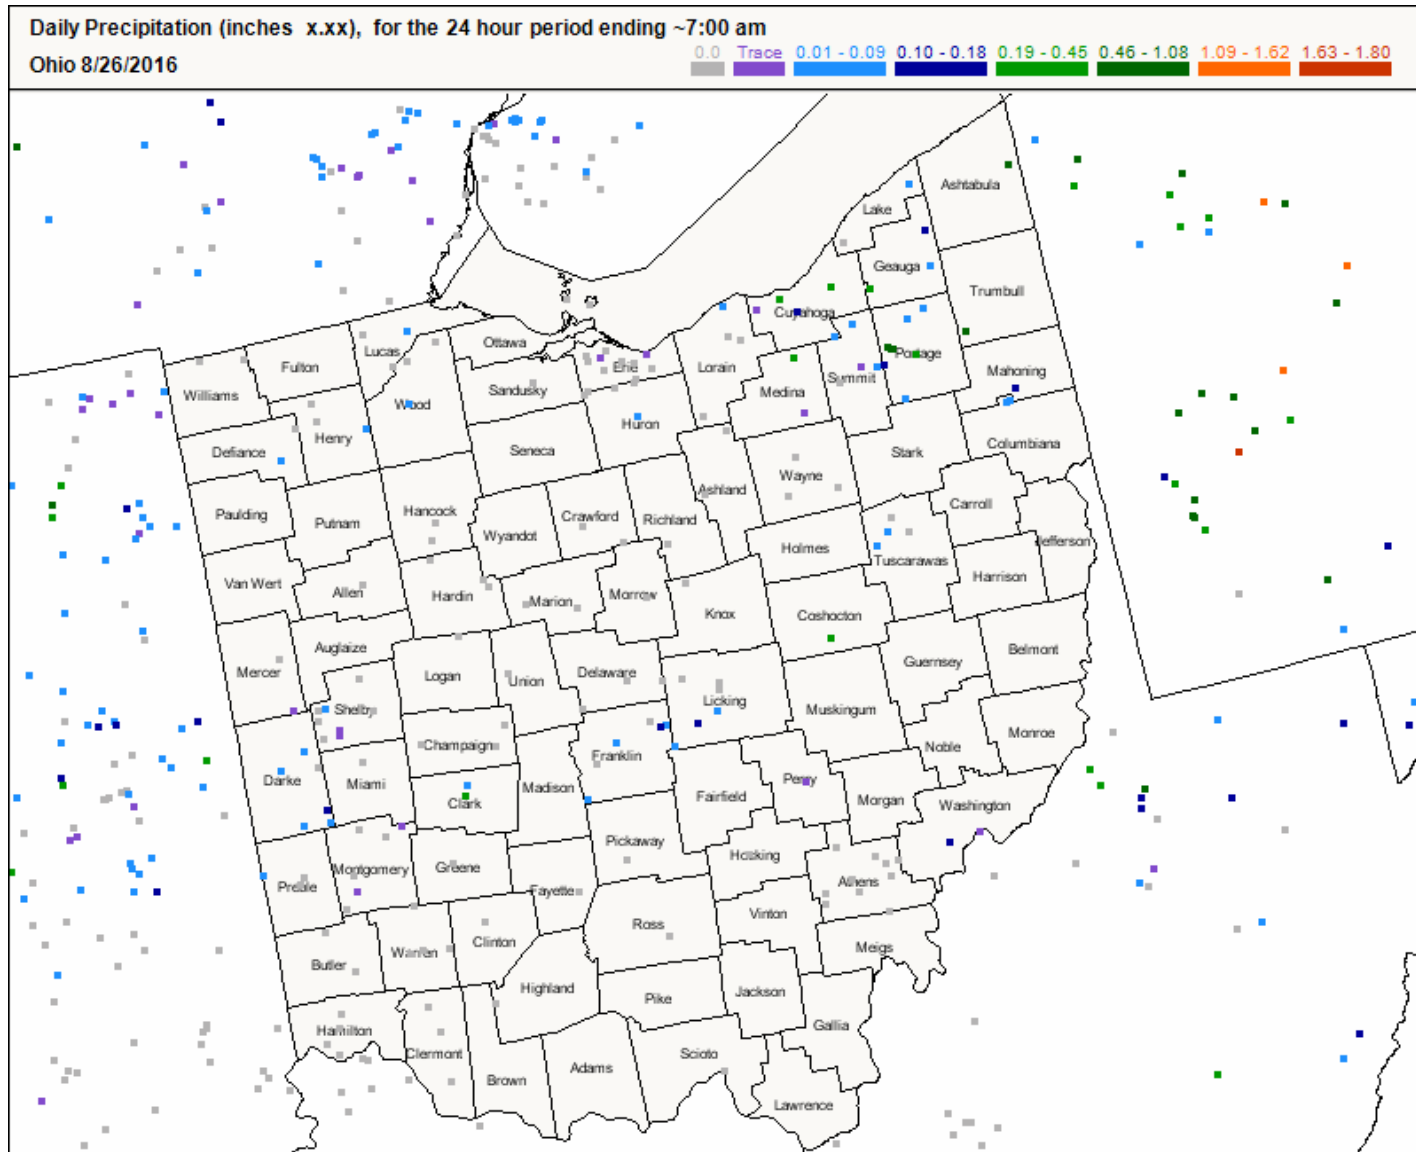 Daily Precipitation (inches x.xx), for the 24 hour period ending ~7:00 am
Ohio 8/26/2016
0.0 Trace 0.01 - 0.09 0.10 - 0.18 0.19 - 0.45 0.46 - 1.08 1.09 - 1.62 1.63 - 1.80
Ashtabula
Lake
Geauga
Trumbull
Cuyahoga
Ottawa
Lucas
Fulton
Erie
Lorain
Portage
Mahoning
Williams
Sandusky
Summit
Medina
Wood
Huron
Henry
Columbiana
Defiance
Seneca
Stark
Wayne
Ashland
Carroll
Paulding
Putnam
Hancock
Crawford
Richland
Wyandot
Jefferson
Holmes
Tuscarawas
Harrison
Van Wert
Allen
Hardin
Marion
Morrow
Knox
Coshocton
Auglaize
Belmont
Guernsey
Mercer
Logan
Union
Delaware
Licking
Shelby
Muskingum
Monroe
Champaign
Noble
Franklin
Darke
Miami
Madison
Perry
Clark
Fairfield
Morgan
Washington
Pickaway
Hocking
Montgomery
Greene
Preble
Fayette
Athens
Vinton
Ross
Clinton
Meigs
Warren
Butler
Highland
Pike
Jackson
Gallia
Hamilton
Clermont
Scioto
Adams
Brown
Lawrence